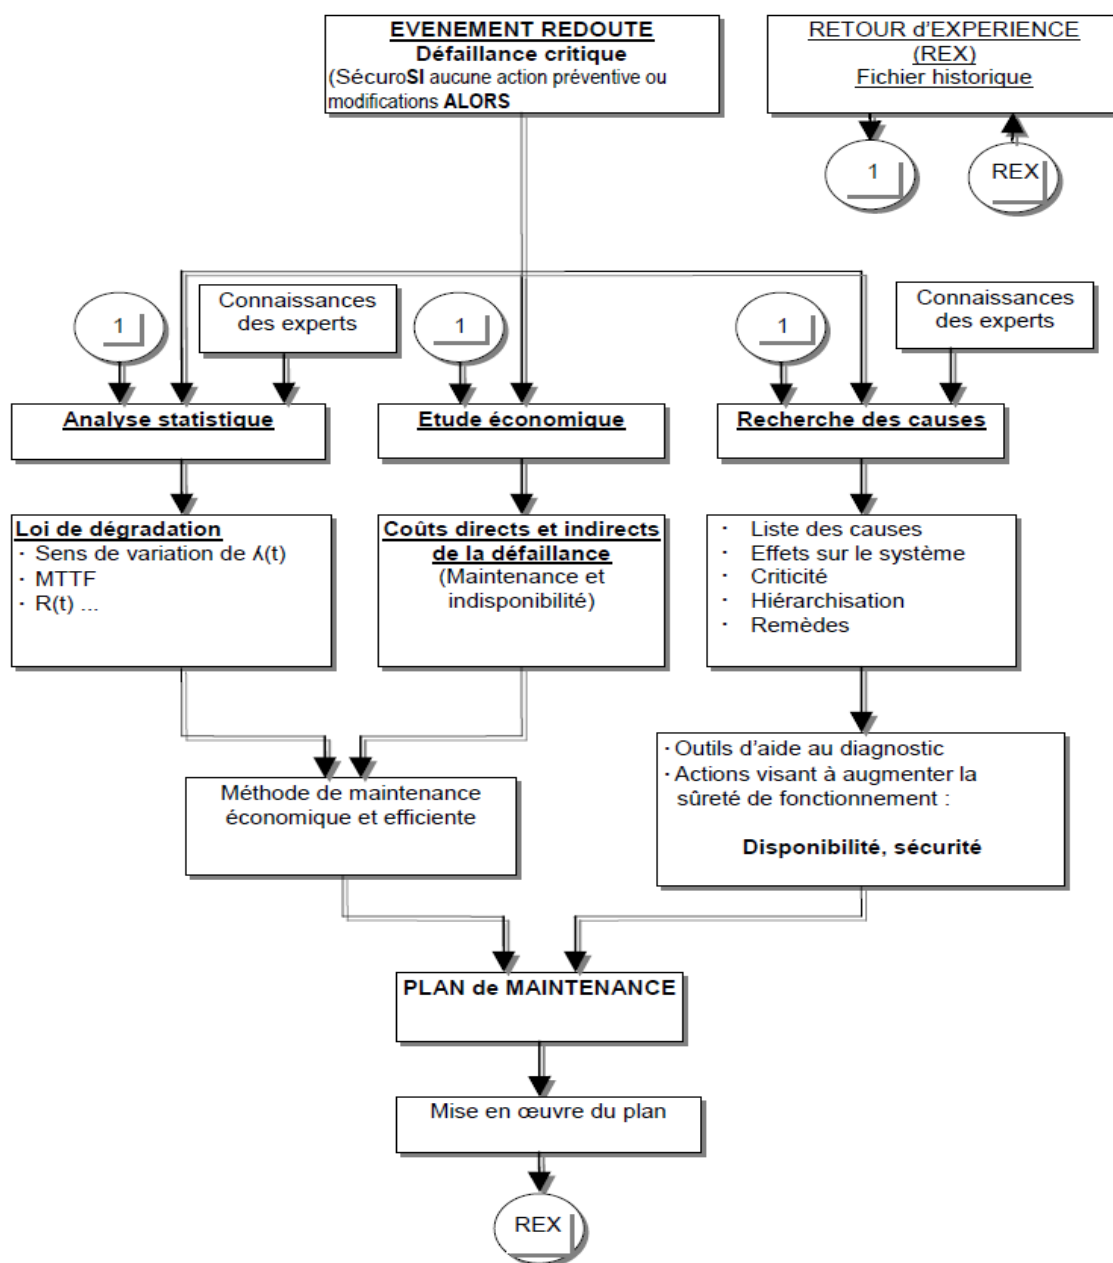 EVENEMENT REDOUTE
Défaillance critique
(SécuroSI aucune action préventive ou
modifications ALORS
RETOUR d'EXPERIENCE
(REX)
Fichier historique
1
REX
1
Connaissances
des experts
1
1
Connaissances
des experts
Analyse statistique
Etude économique
Recherche des causes
Loi de dégradation
· Sens de variation de ʎ(t)
· MTTF
· R(t) ...
Coûts directs et indirects
de la défaillance
(Maintenance et
indisponibilité)
· Liste des causes
· Effets sur le système
· Criticité
· Hiérarchisation
· Remèdes
Méthode de maintenance
économique et efficiente
· Outils d'aide au diagnostic
· Actions visant à augmenter la
sûreté de fonctionnement :
Disponibilité, sécurité
PLAN de MAINTENANCE
Mise en œuvre du plan
REX